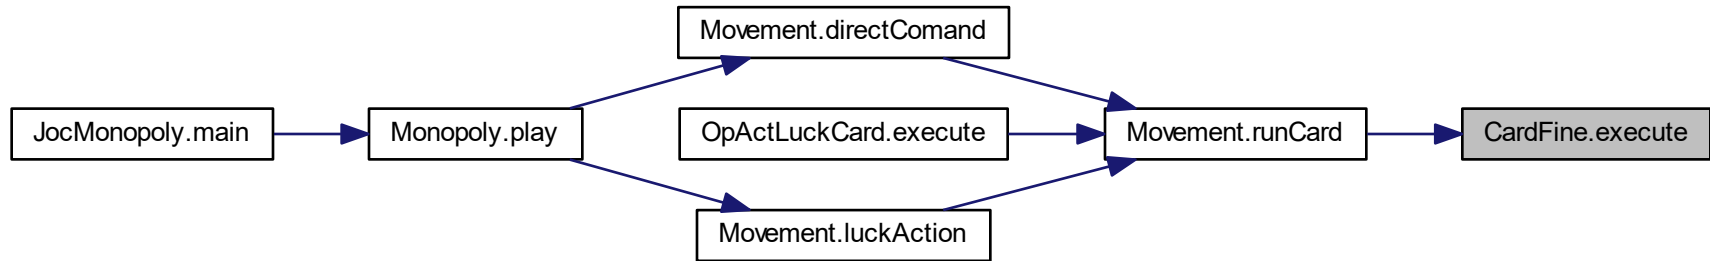 Movement.directComand
JocMonopoly.main
Monopoly.play
OpActLuckCard.execute
Movement.runCard
CardFine.execute
Movement.luckAction